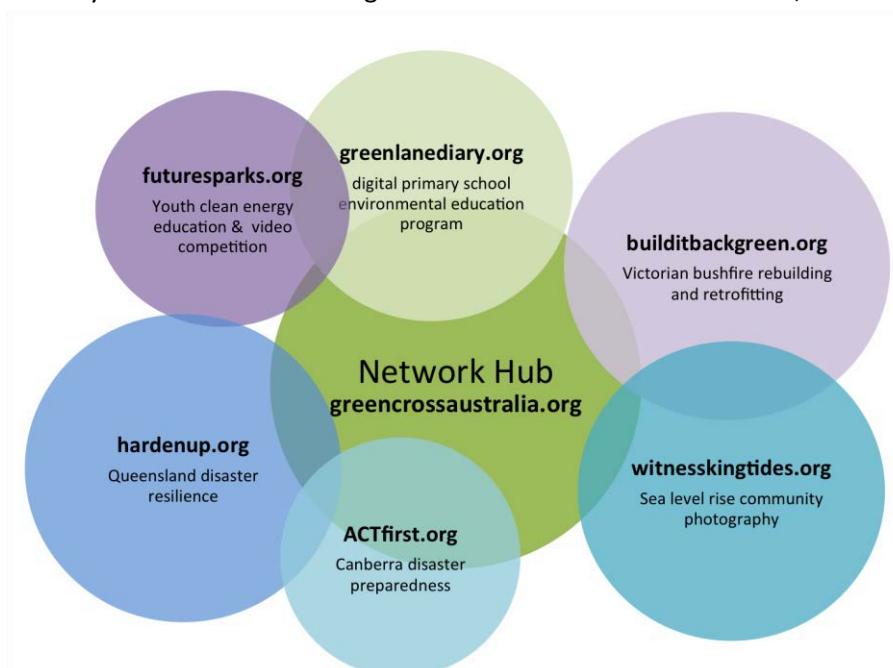 greenlanediary.org
digital primary school
environmental education
program
futuresparks.org
Youth clean energy
education & video
competition
builditbackgreen.org
Victorian bushfire rebuilding
and retrofitting
Network Hub
greencrossaustralia.org
hardenup.org
Queensland disaster
resilience
witnesskingtides.org
Sea level rise community
photography
ACTfirst.org
Canberra disaster
preparedness